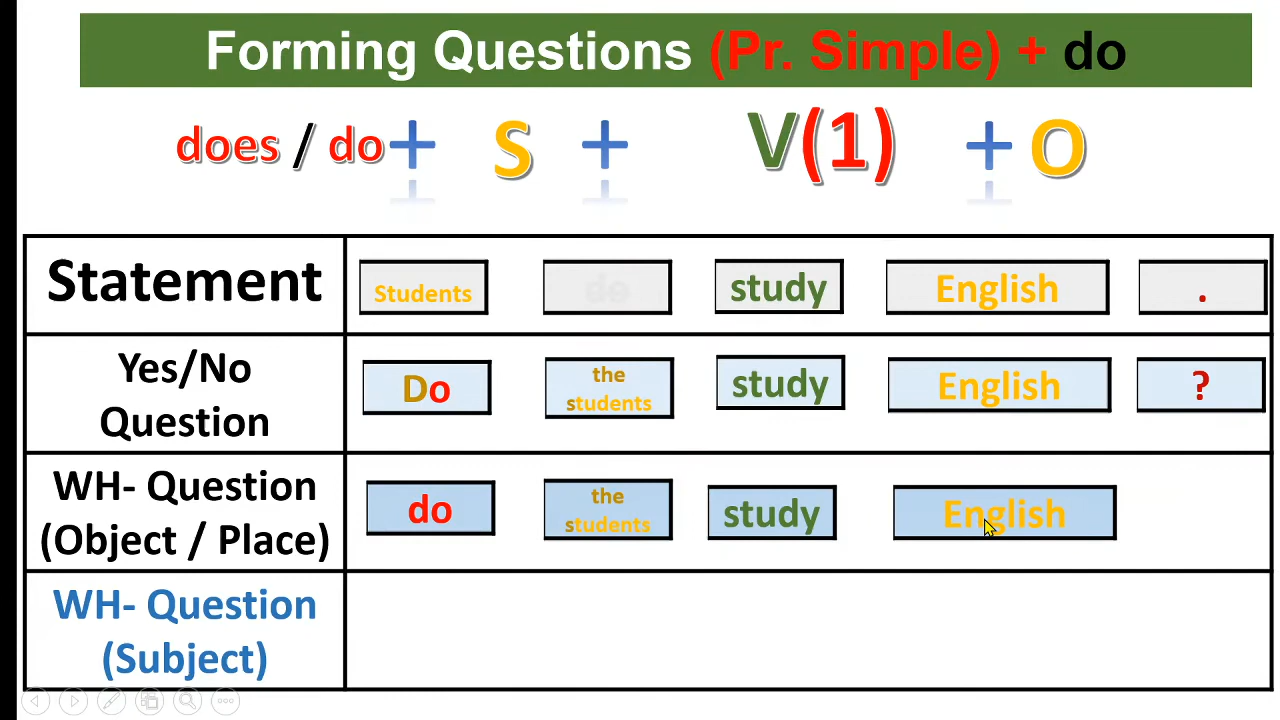 Forming Questions (Pr. Simple) + do
does / do + S + V(1) + O
Statement
Students do study English .
Yes/No
Question
Do the
students study English ?
WH- Question
(Object / Place)
do the
students study English
WH- Question
(Subject)